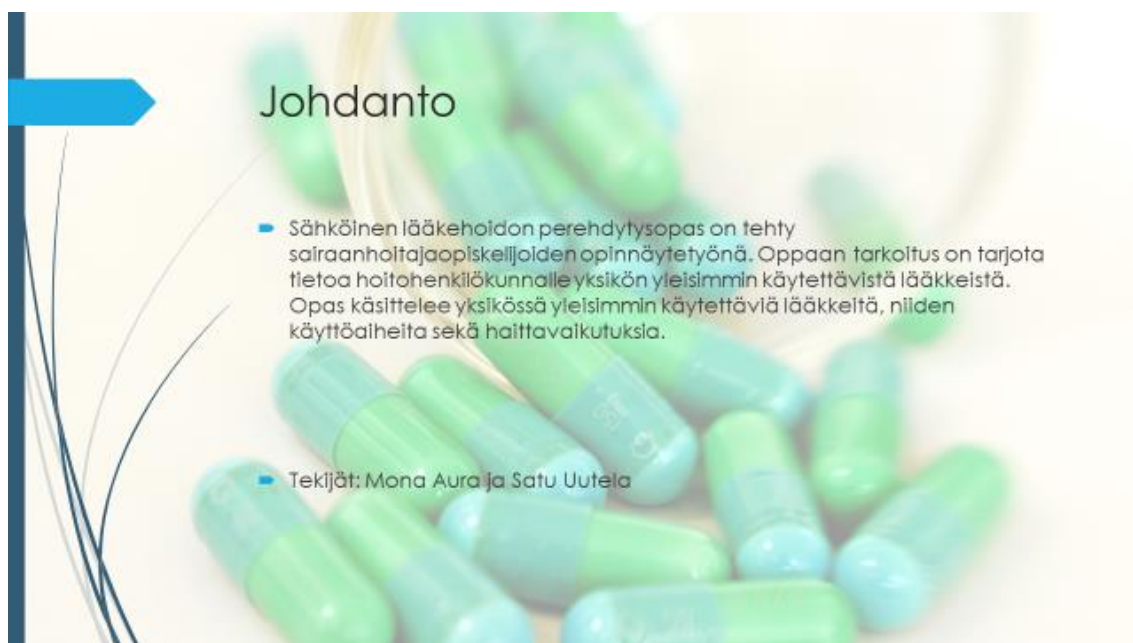 Johdanto
Sähköinen lääkehoidon perehdytysopas on tehty
sairaanhoitajaopiskelijoiden opinnäytetyönä. Oppaan tarkoitus on tarjota
tietoa hoitohenkilökunnalle yksikön yleisimmin käytettävistä lääkkeistä.
Opas käsittelee yksikössä yleisimmin käytettäviä lääkkeitä, niiden
käyttöaiheita sekä haittavaikutuksia.
Tekijät: Mona Aura ja Satu Uutela